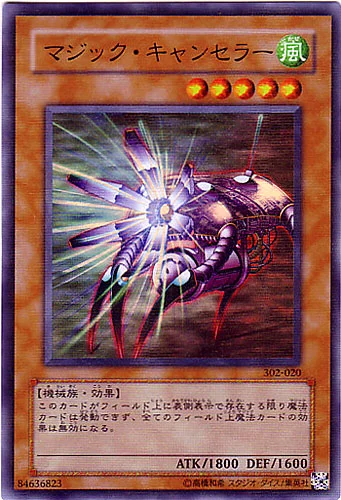 マジック・キャンセラー
風
302-020
【機械族・効果】
このカードがフィールド上に表側表示で存在する限り魔法
カードは発動できず、全てのフィールド上魔法カードの効
果は無効になる。
ATK/1800 DEF/1600
84636823
©高橋和希 スタジオ・ダイス/集英社